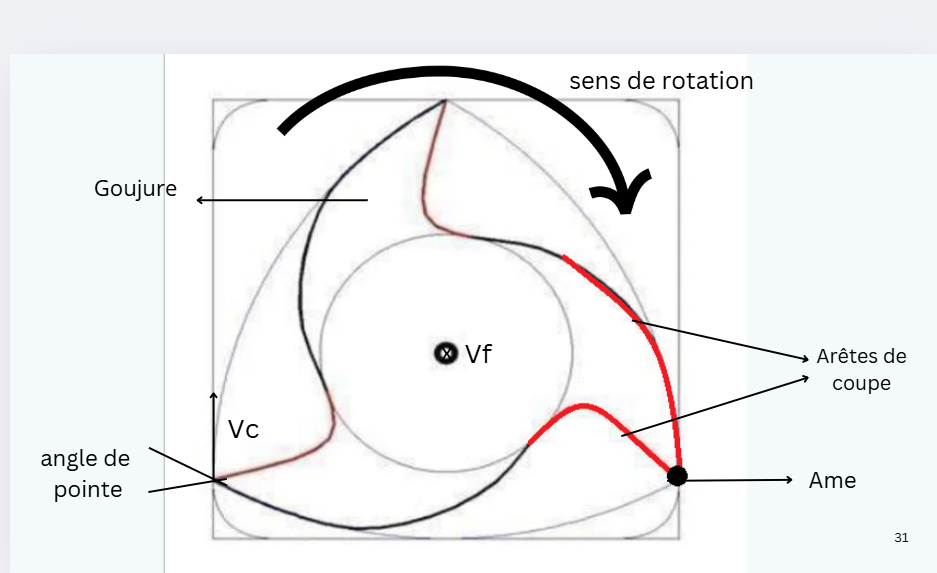 sens de rotation
Goujure
Vf
Arêtes de
coupe
Vc
angle de
pointe
Ame
31